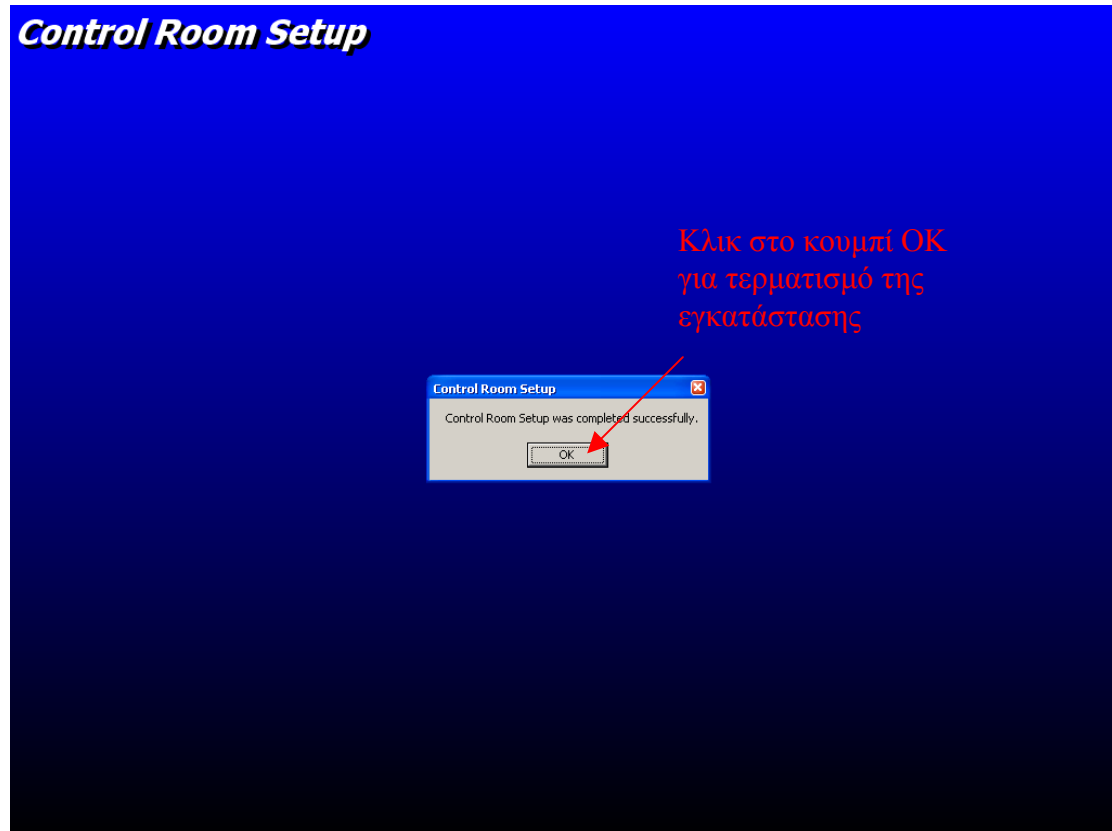 Control Room Setup
Κλικ στο κουμπί ΟΚ
για τερματισμό της
εγκατάστασης
Control Room Setup
Control Room Setup was completed successfully.
OK